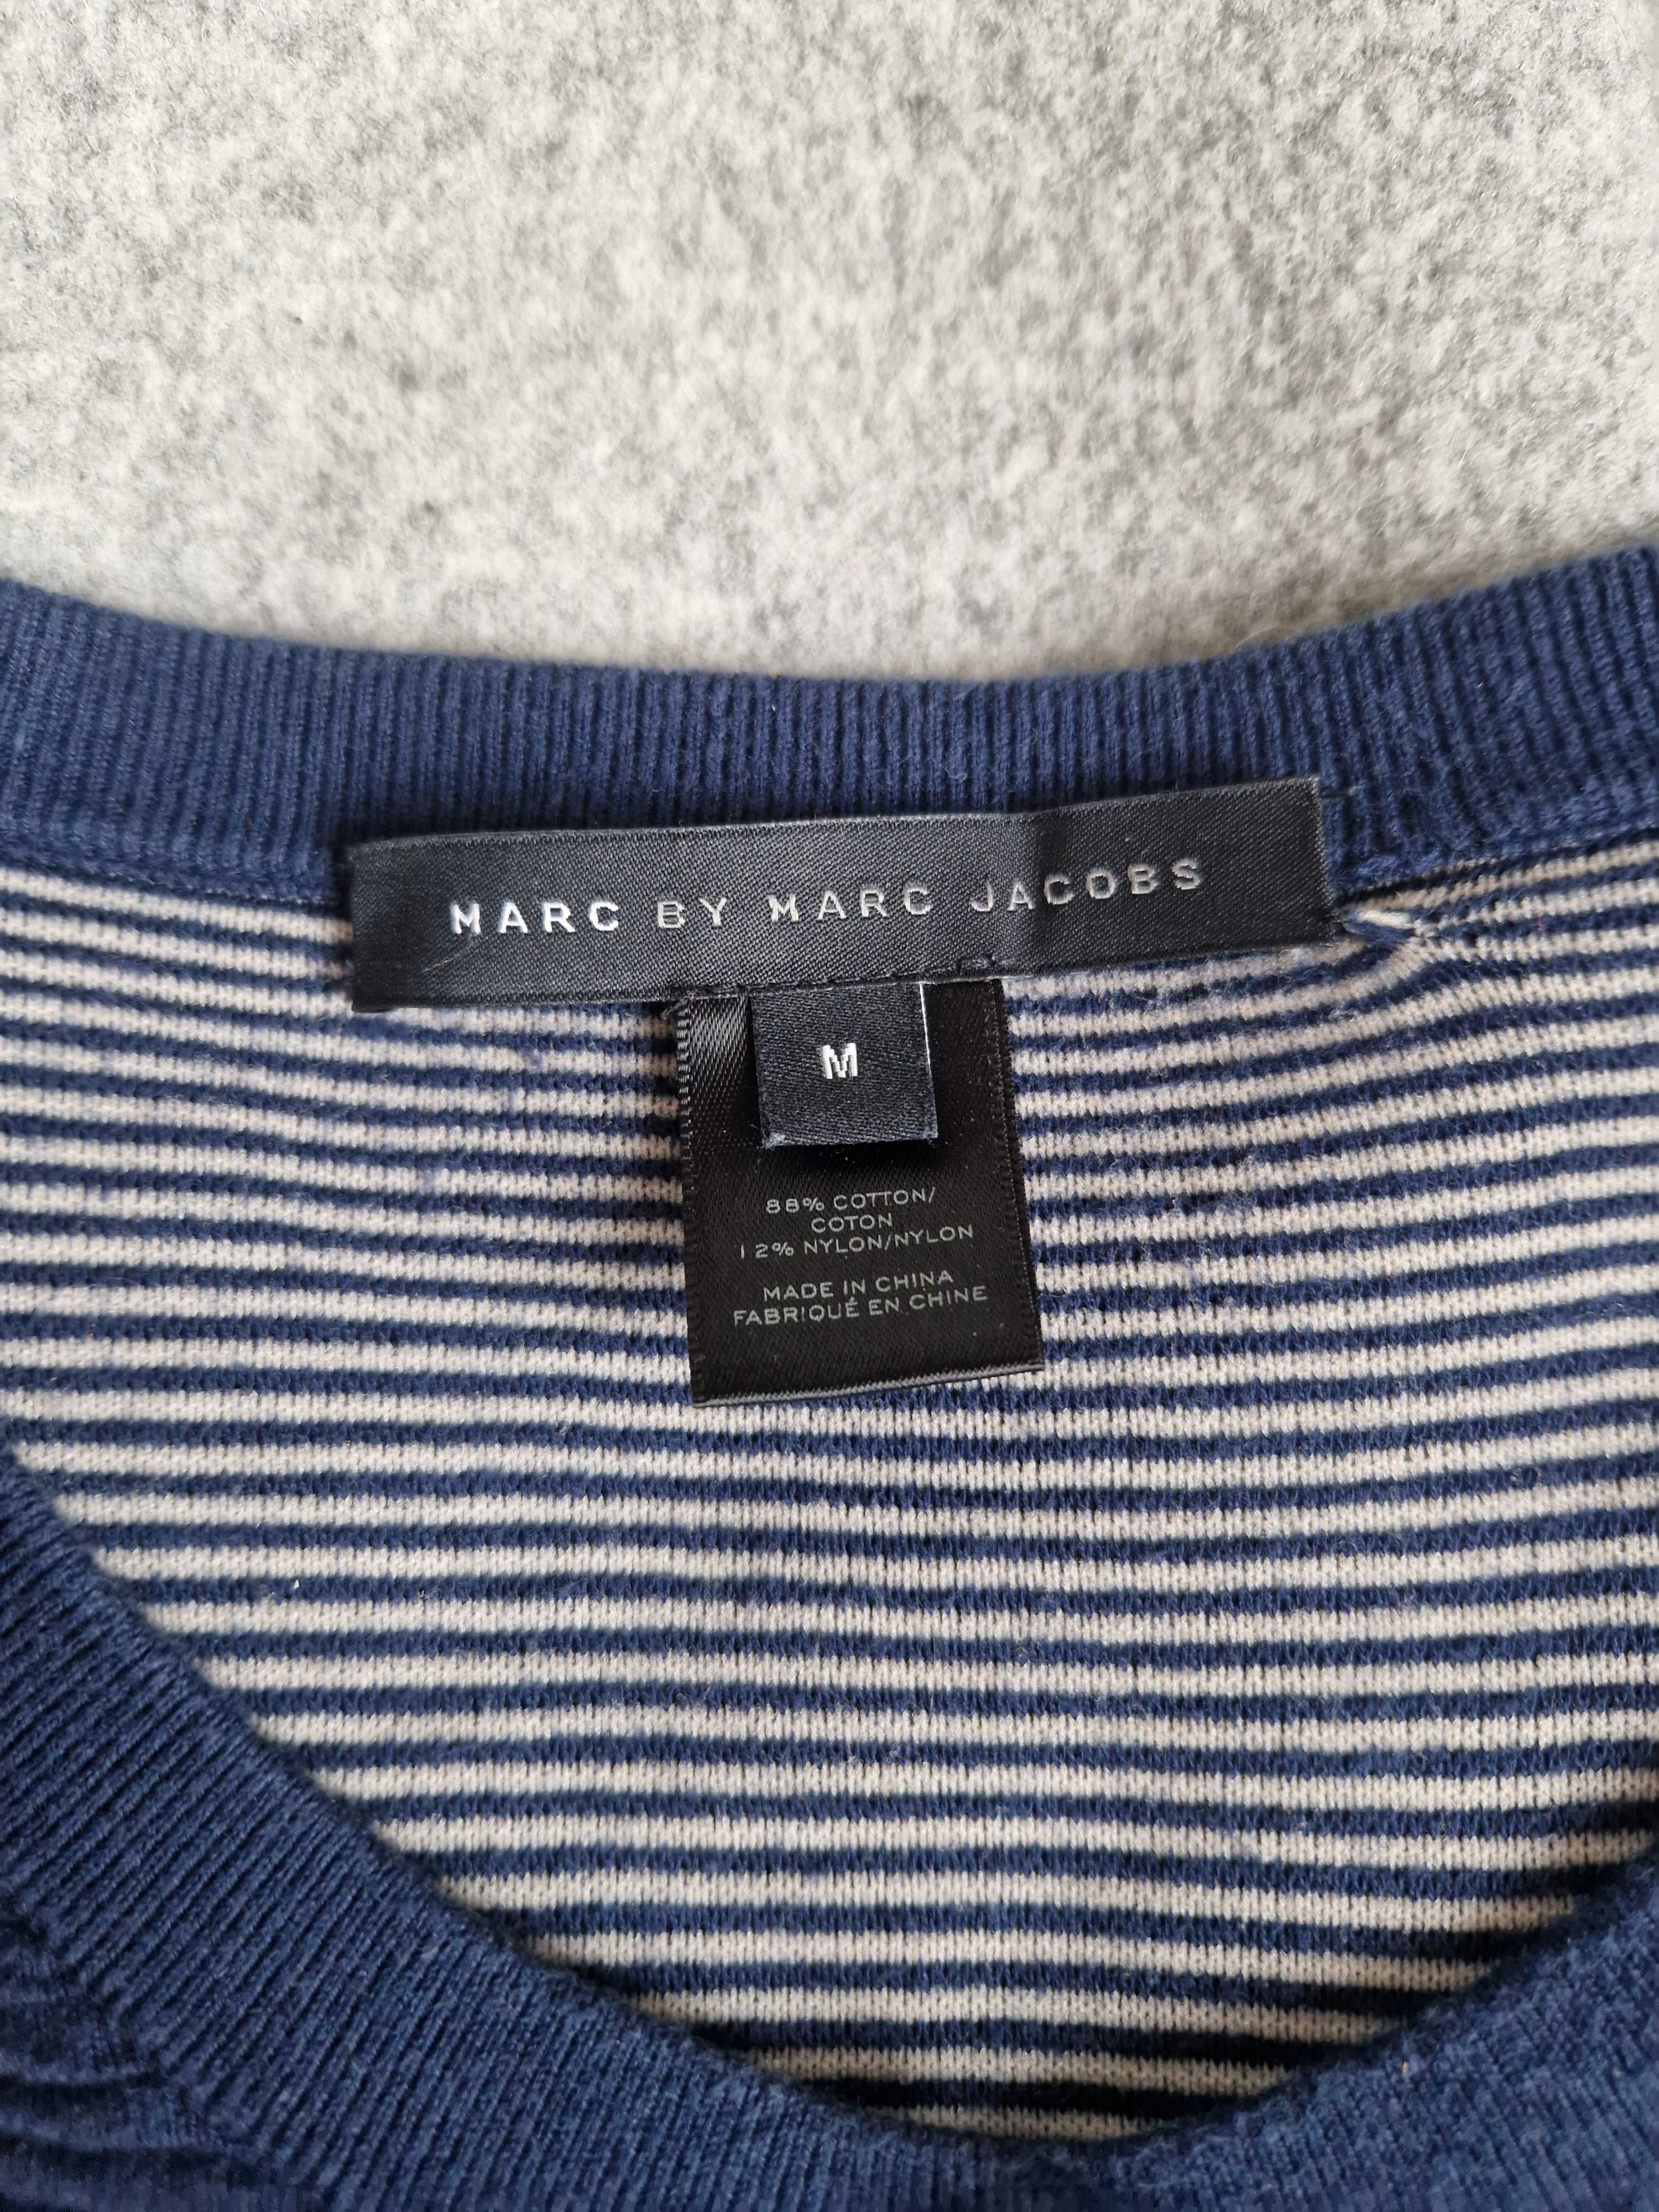 MARC BY MARC JACOBS
M
88% COTTON/
COTON
12% NYLON/NYLON
MADE IN CHINA
FABRIQUÉ EN CHINE